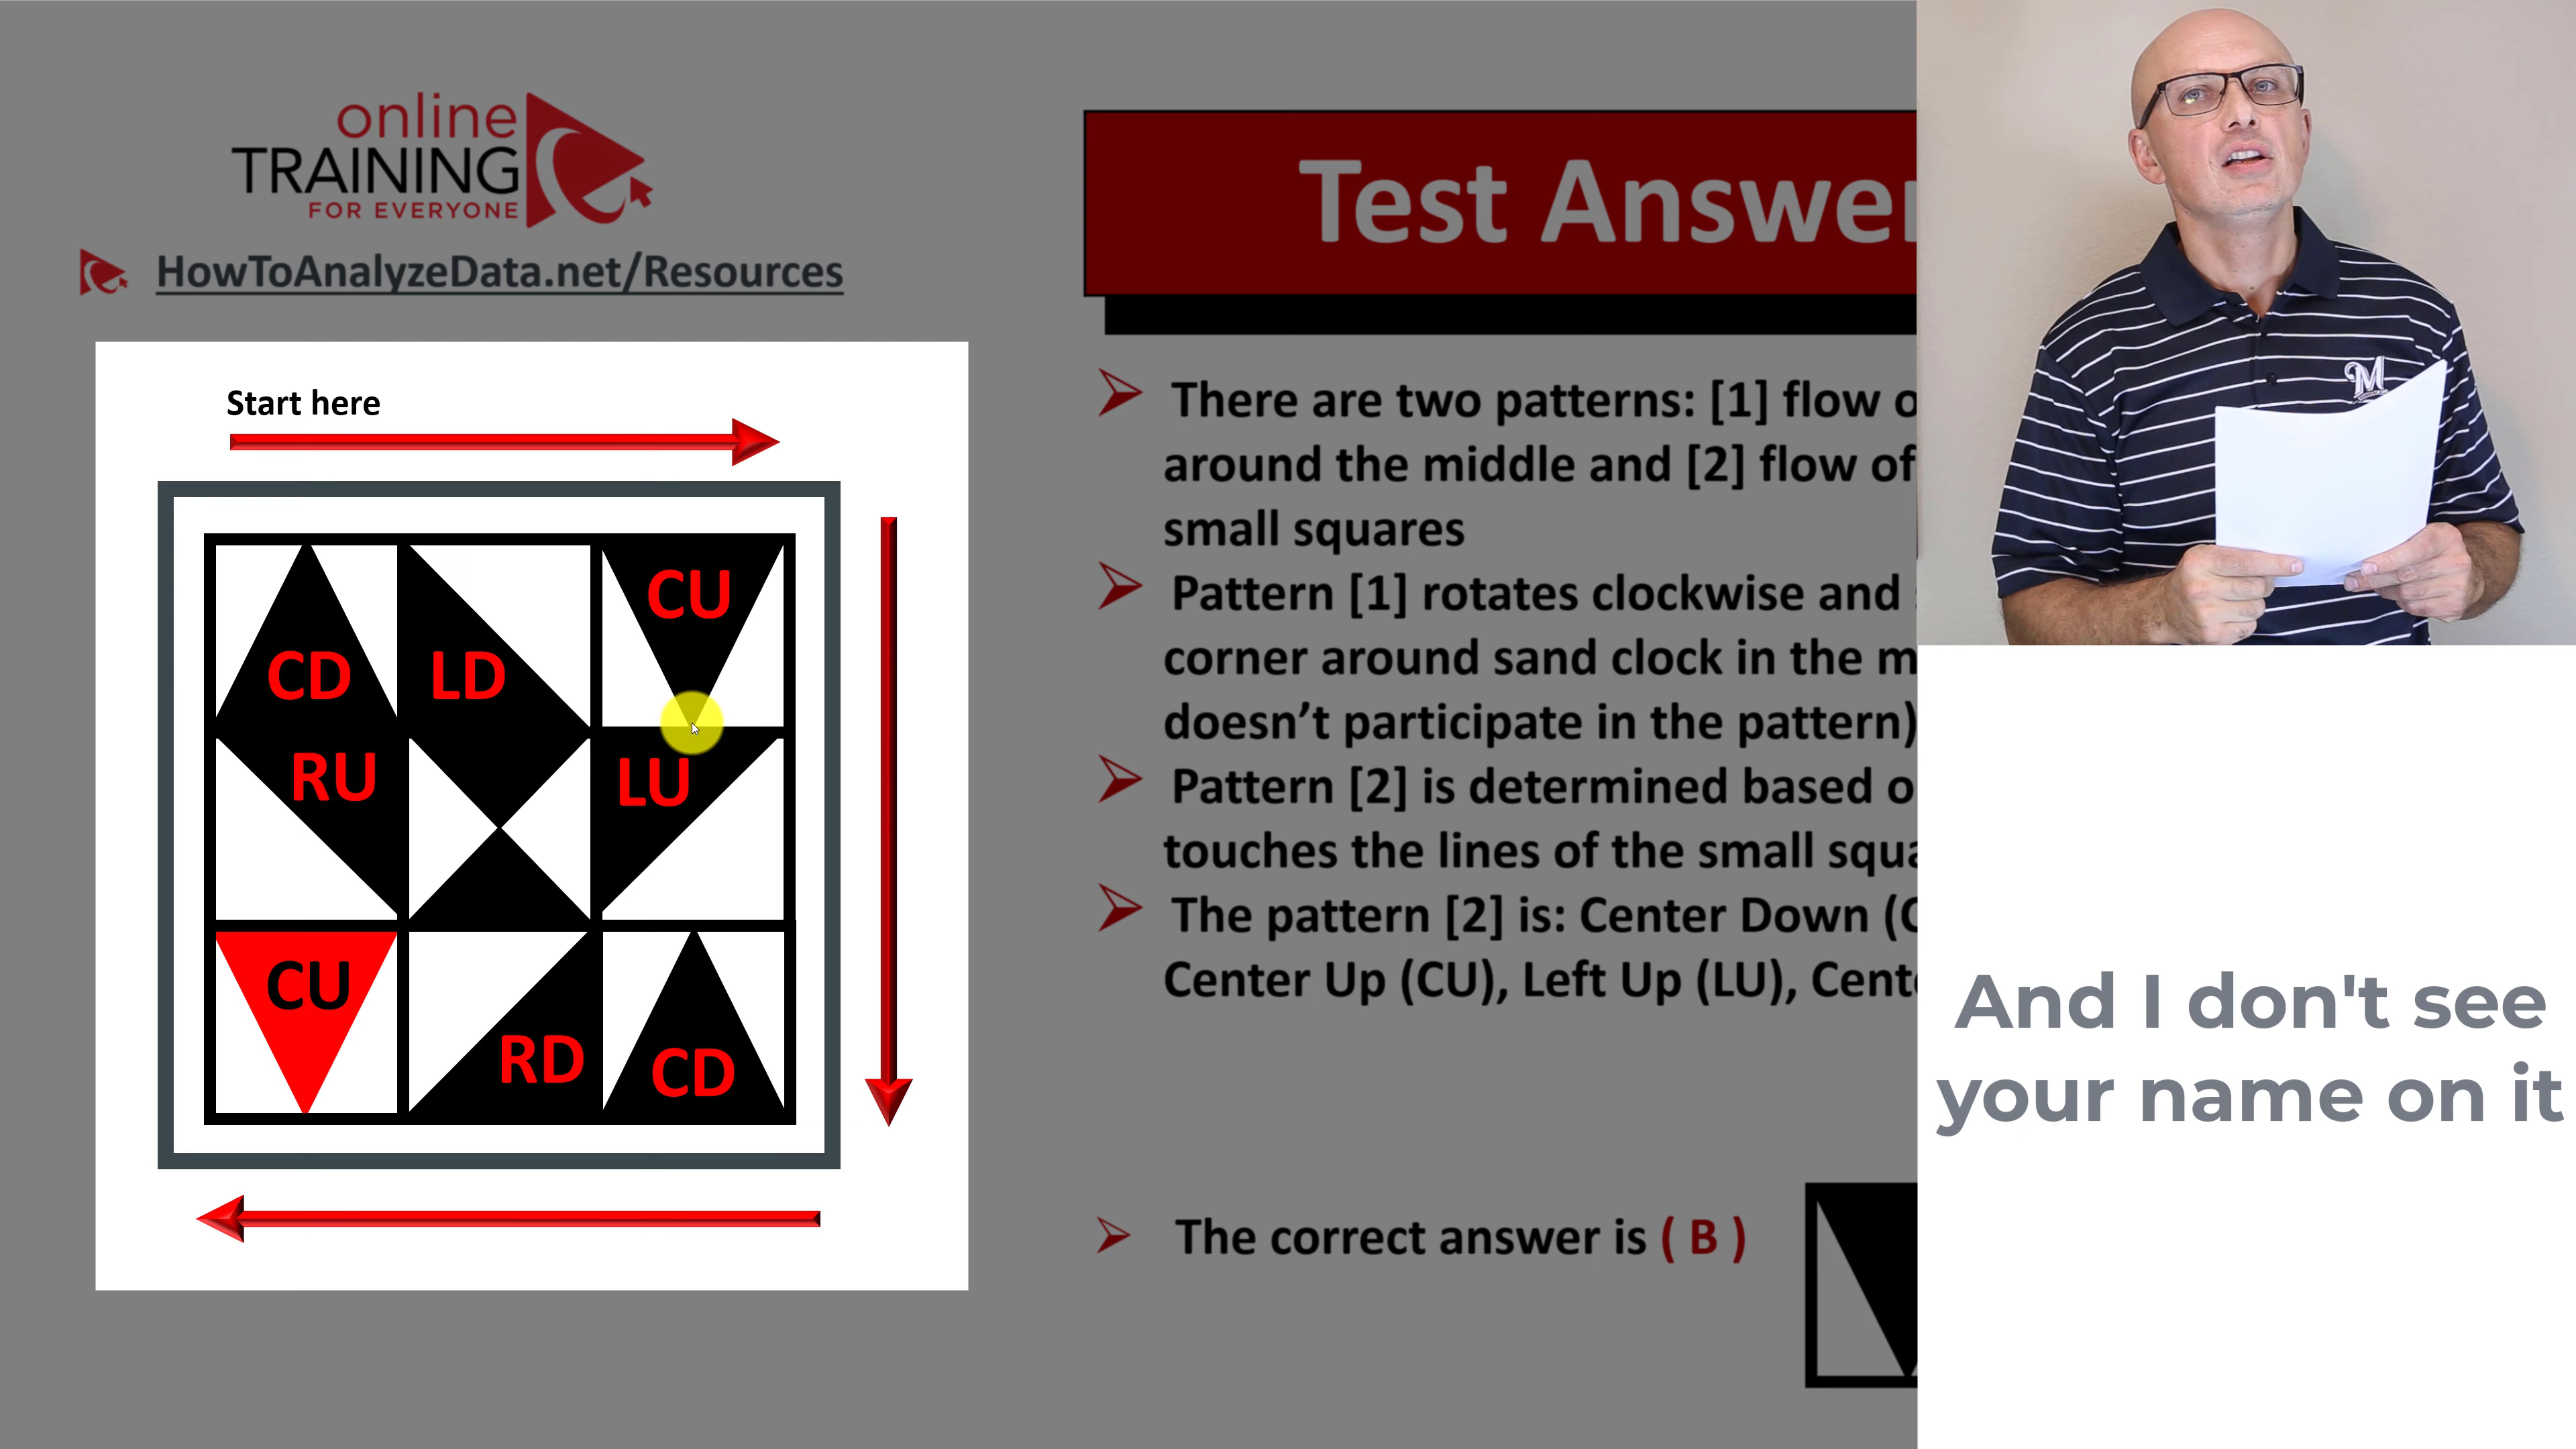 online
TRAINING
FOR EVERYONE
HowToAnalyzeData.net/Resources
Start here
CD LD CU
RU LU
CU RD CD
Test Answer
There are two patterns: [1] flow o
around the middle and [2] flow of
small squares
Pattern [1] rotates clockwise and
corner around sand clock in the m
doesn't participate in the pattern)
Pattern [2] is determined based o
touches the lines of the small squa
The pattern [2] is: Center Down (C
Center Up (CU), Left Up (LU), Cent
The correct answer is ( B )
M
And I don't see
your name on it